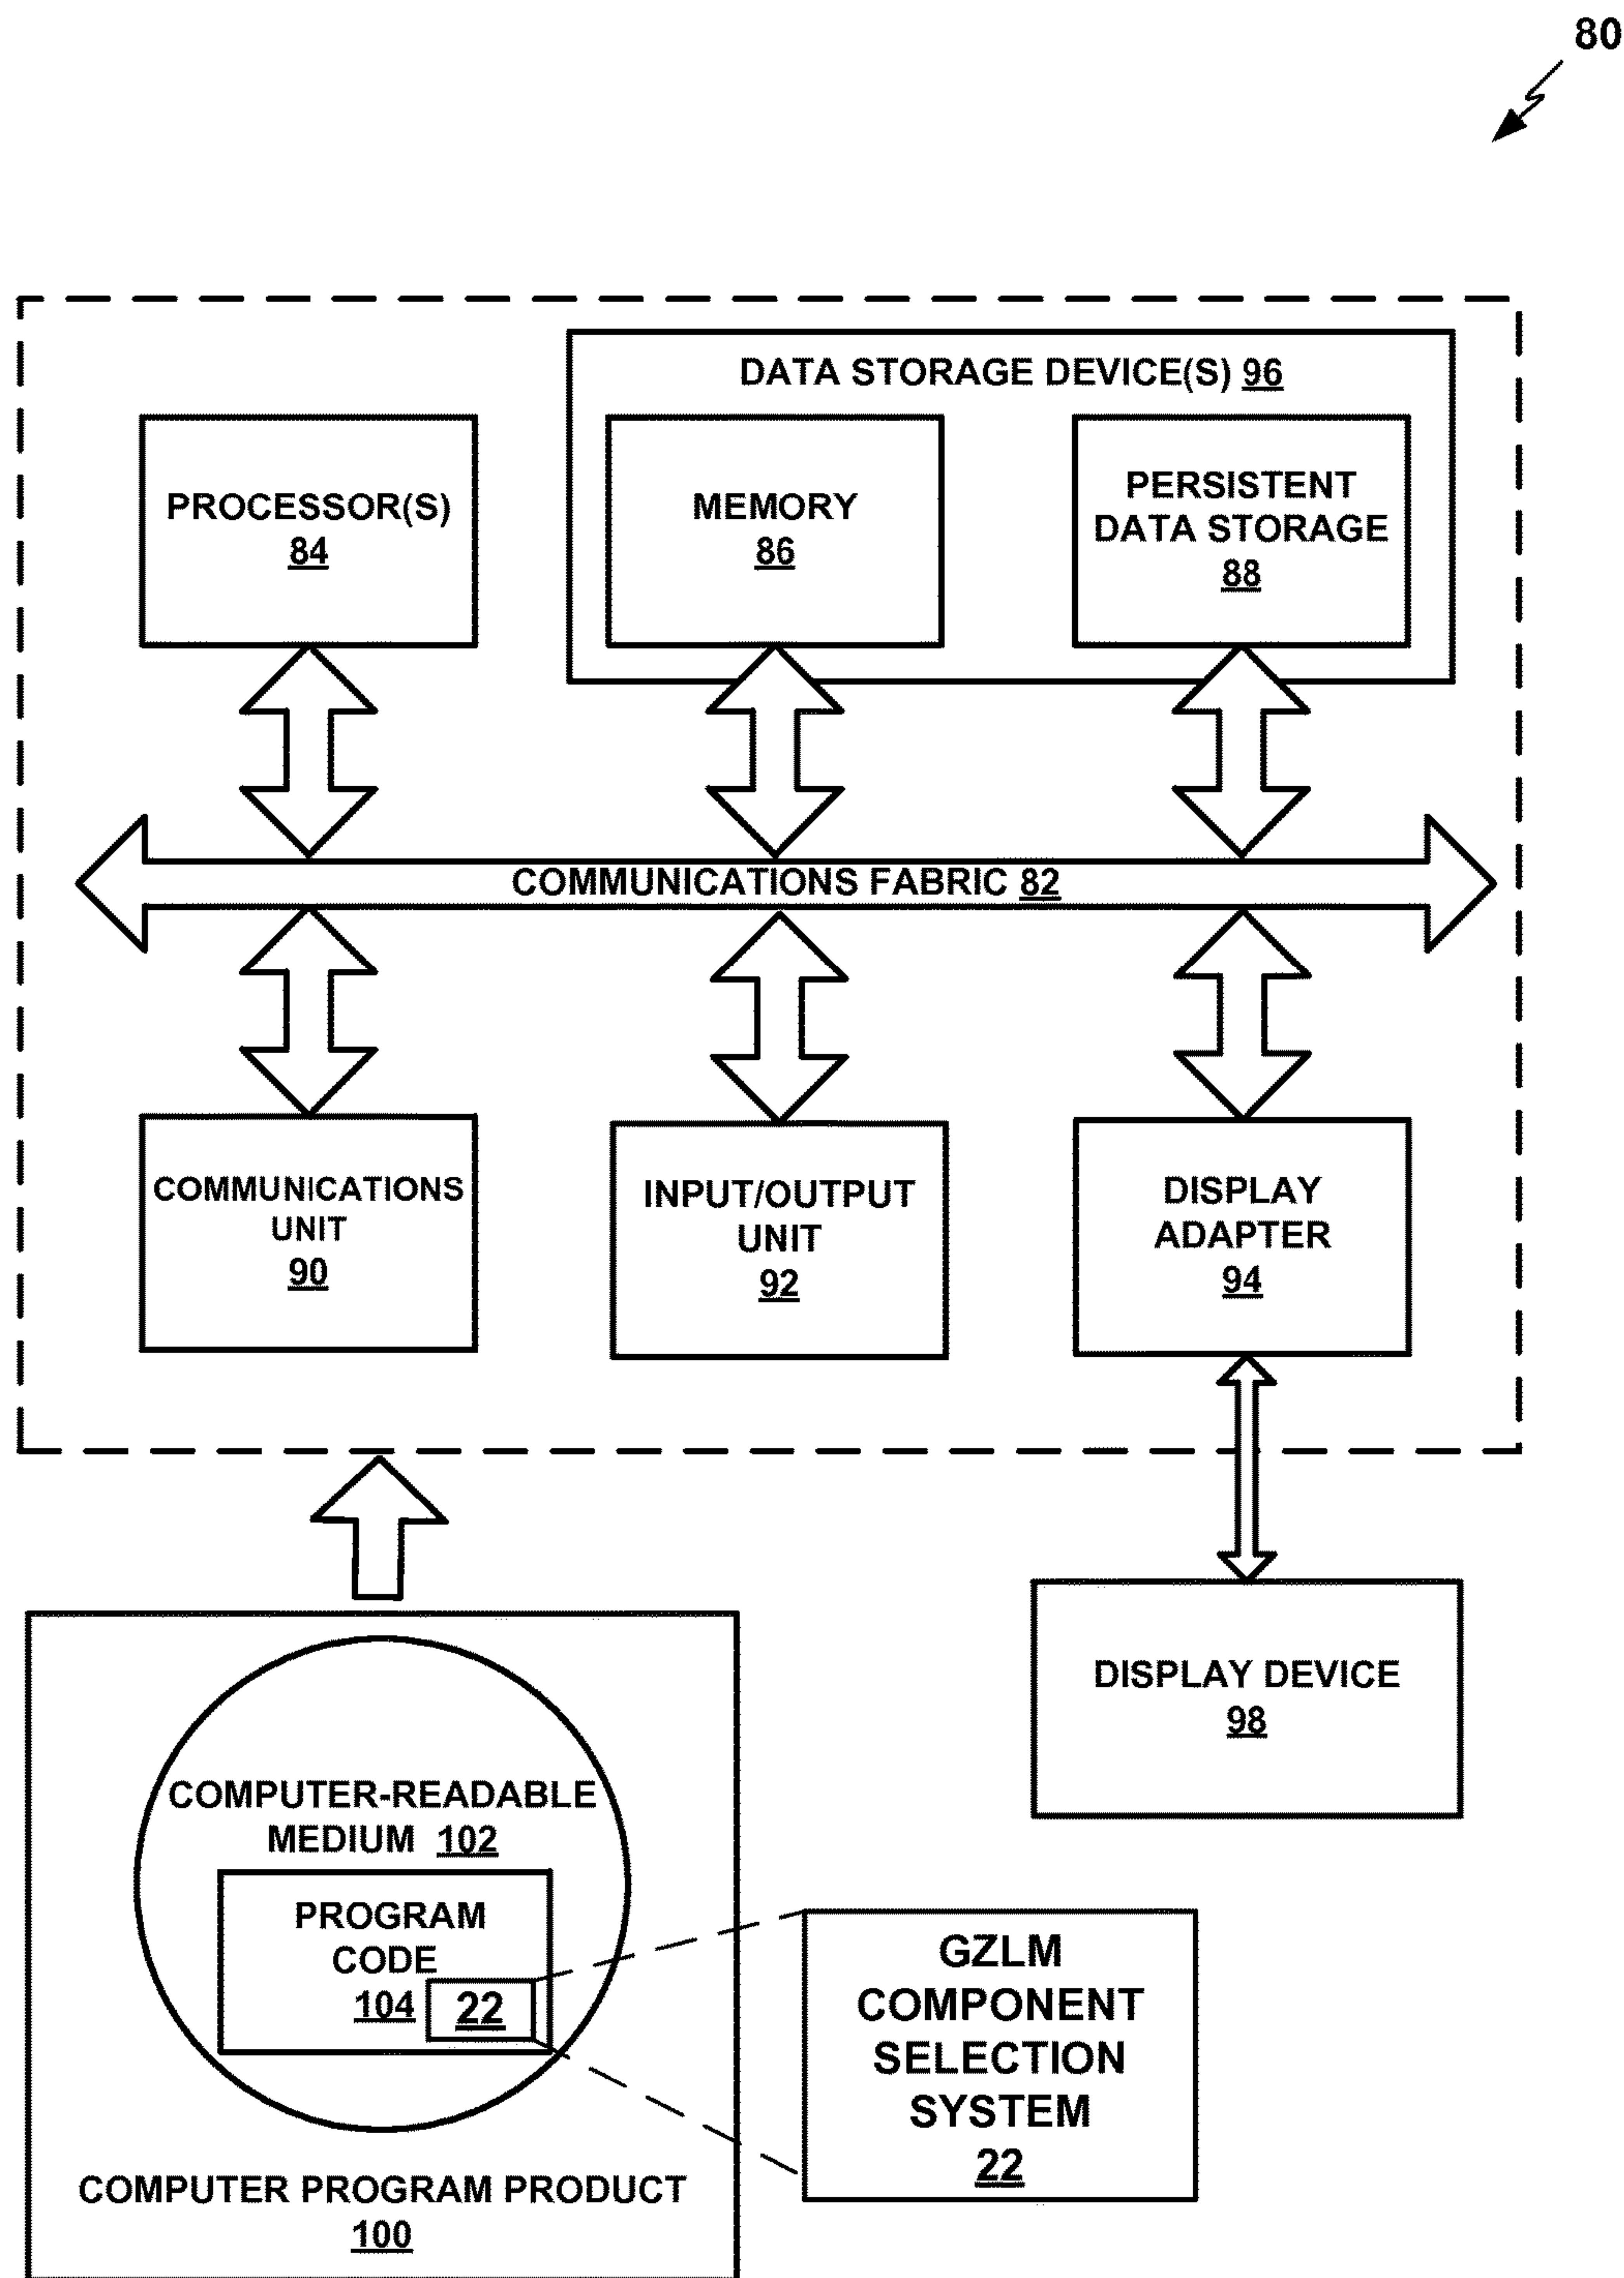 80
DATA STORAGE DEVICE(S) 96
PROCESSOR(S)
84
MEMORY
86
PERSISTENT
DATA STORAGE
88
COMMUNICATIONS FABRIC 82
COMMUNICATIONS
UNIT
90
INPUT/OUTPUT
UNIT
92
DISPLAY
ADAPTER
94
DISPLAY DEVICE
98
COMPUTER-READABLE
MEDIUM 102
PROGRAM
CODE
104
22
GZLM
COMPONENT
SELECTION
SYSTEM
22
COMPUTER PROGRAM PRODUCT
100